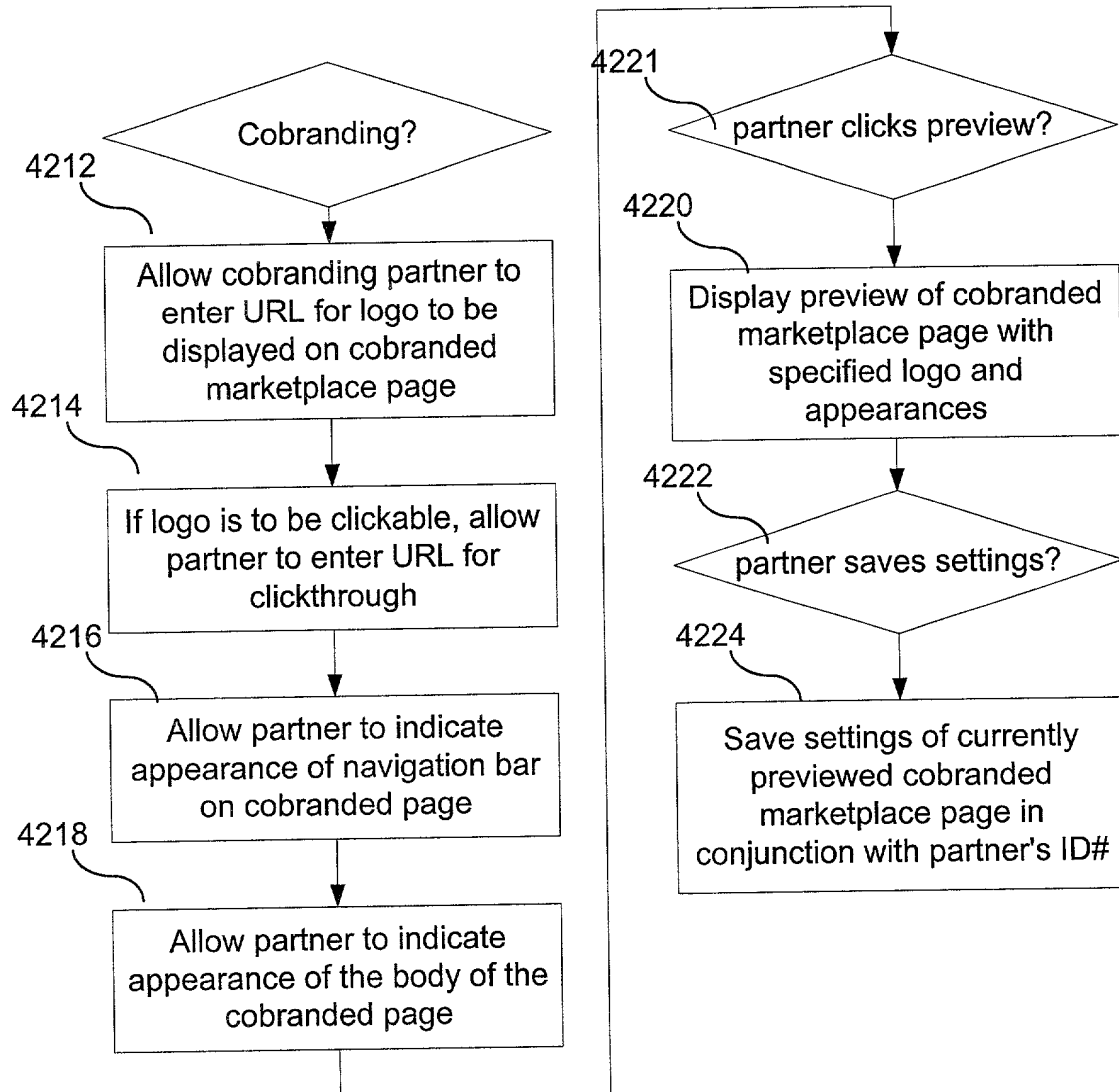 Cobranding?
4212
Allow cobranding partner to
enter URL for logo to be
displayed on cobranded
marketplace page
4214
If logo is to be clickable, allow
partner to enter URL for
clickthrough
4216
Allow partner to indicate
appearance of navigation bar
on cobranded page
4218
Allow partner to indicate
appearance of the body of the
cobranded page
4221
partner clicks preview?
4220
Display preview of cobranded
marketplace page with
specified logo and
appearances
4222
partner saves settings?
4224
Save settings of currently
previewed cobranded
marketplace page in
conjunction with partner's ID#